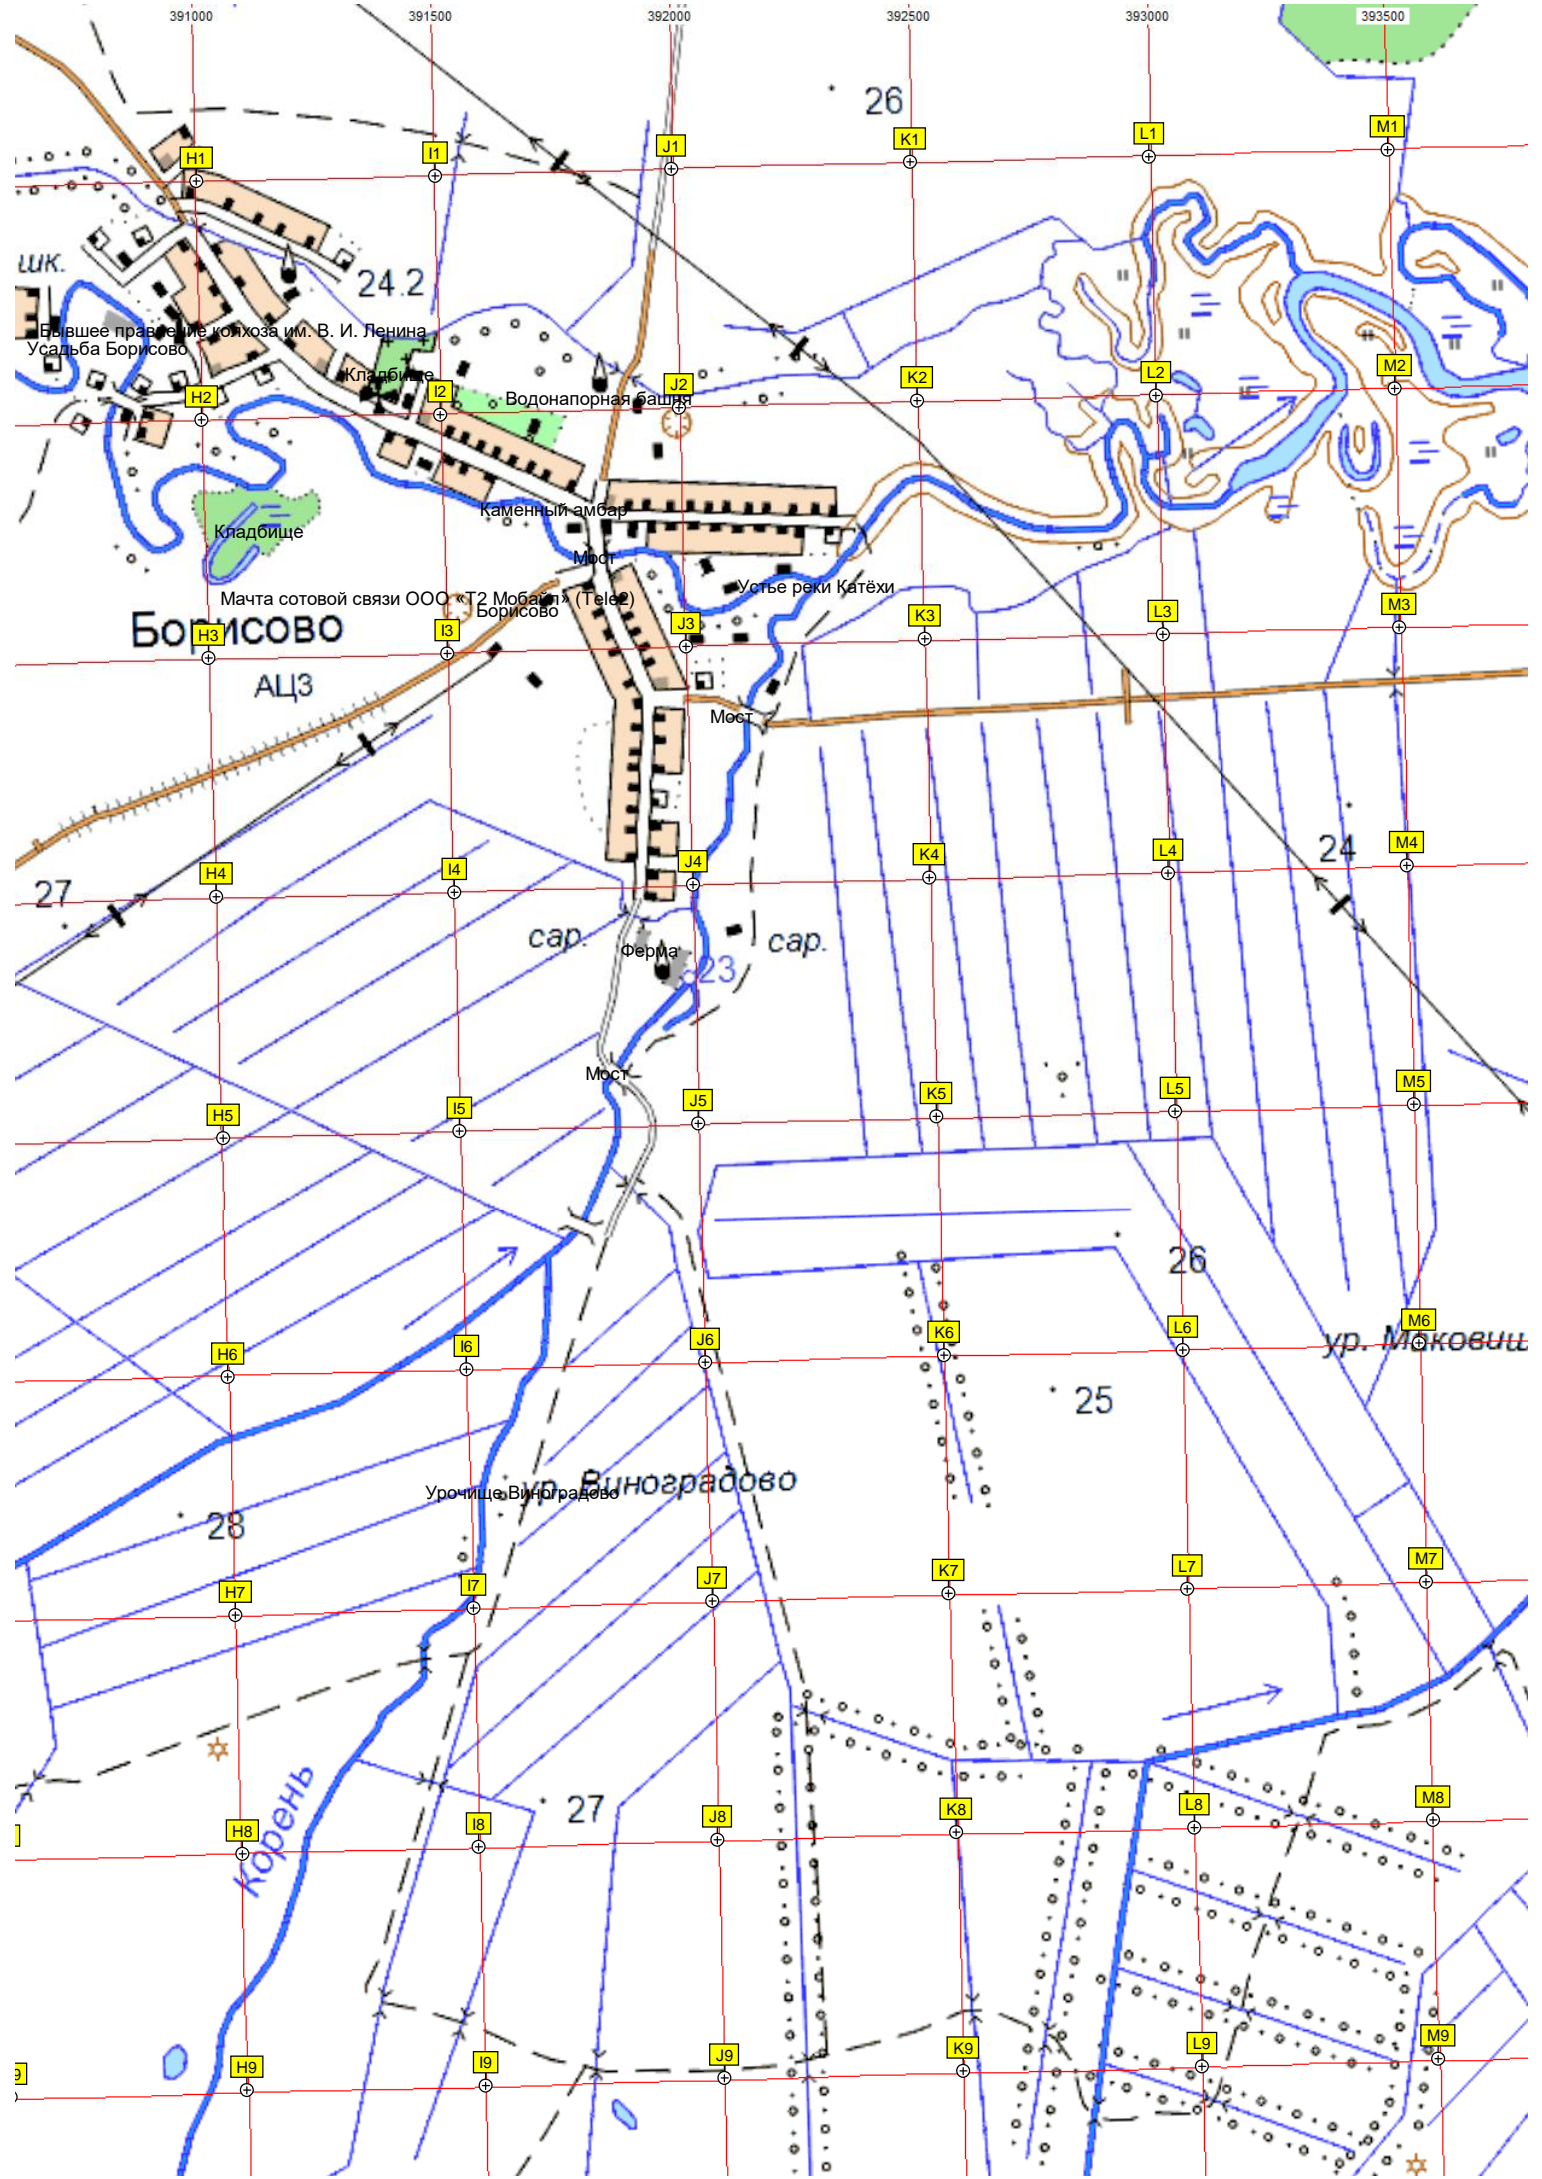 391000 391500 392000 392500 393000 393500
26
H1 I1 J1 K1 L1 M1
шк.
24.2
Бывшее правление колхоза им. В. И. Ленина
Усадьба Борисово
Кладбище
Водонапорная башня
H2 I2 J2 K2 L2 M2
Каменный амбар
Кладбище
Мост
Устье реки Катёхи
Мачта сотовой связи ООО «Т2 Мобайл» (Tele2)
Борисово
Борисово
H3 I3 J3 K3 L3 M3
АЦЗ
Мост
24
H4 I4 J4 K4 L4 M4
27
сар. сар.
Ферма
23
Мост
H5 I5 J5 K5 L5 M5
26
H6 I6 J6 K6 L6 M6
ур. Маковищ
25
ур. Виноградово
Урочище Виноградово
28
H7 I7 J7 K7 L7 M7
Корень
27
H8 I8 J8 K8 L8 M8
9 H9 I9 J9 K9 L9 M9